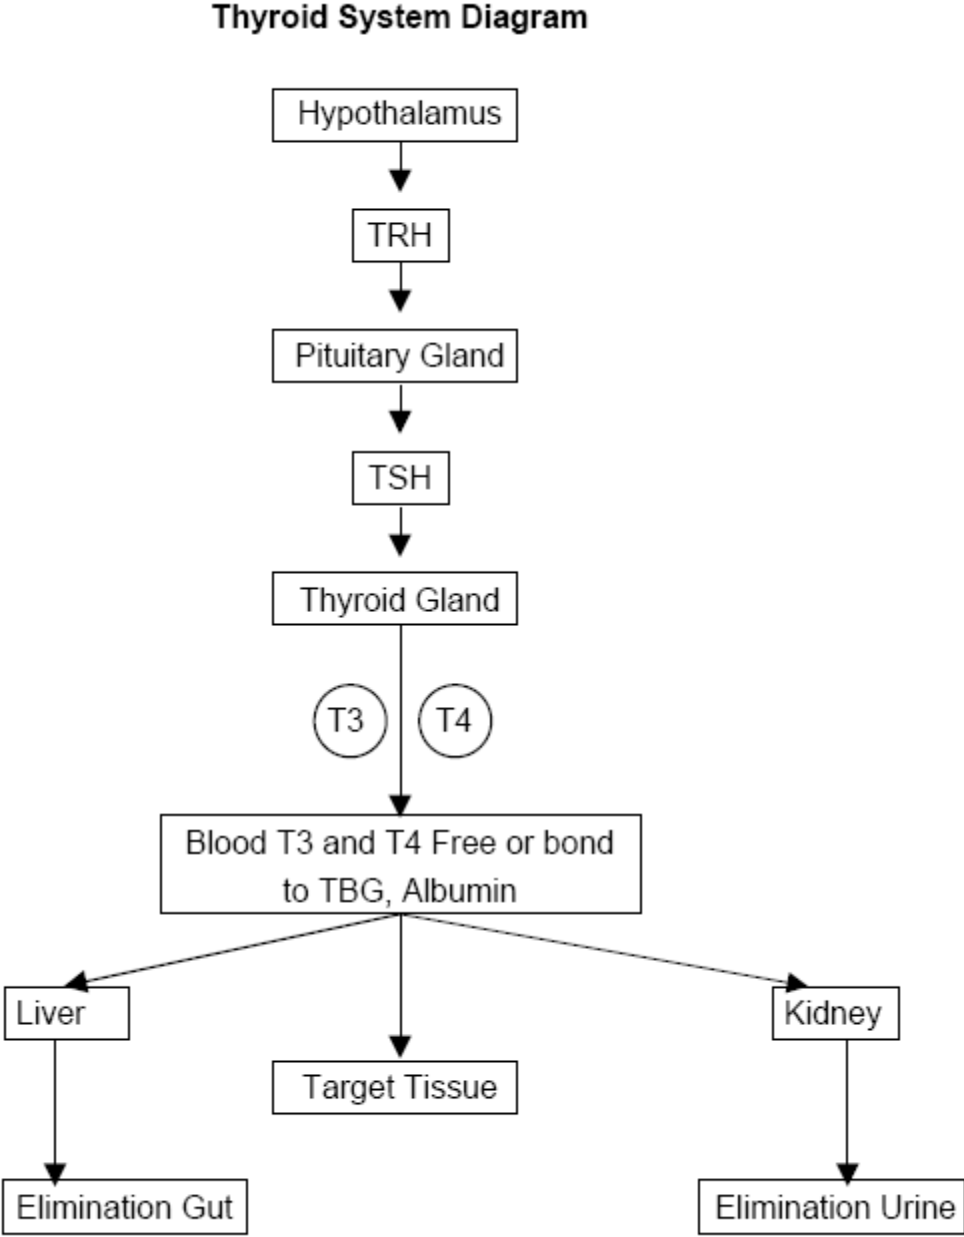 Thyroid System Diagram
Hypothalamus
TRH
Pituitary Gland
TSH
Thyroid Gland
T3
T4
Blood T3 and T4 Free or bond
to TBG, Albumin
Liver
Kidney
Target Tissue
Elimination Gut
Elimination Urine